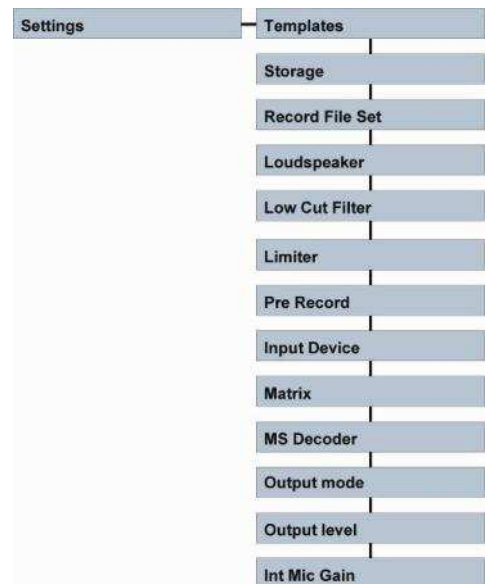 Settings
Templates
Storage
Record File Set
Loudspeaker
Low Cut Filter
Limiter
Pre Record
Input Device
Matrix
MS Decoder
Output mode
Output level
Int Mic Gain